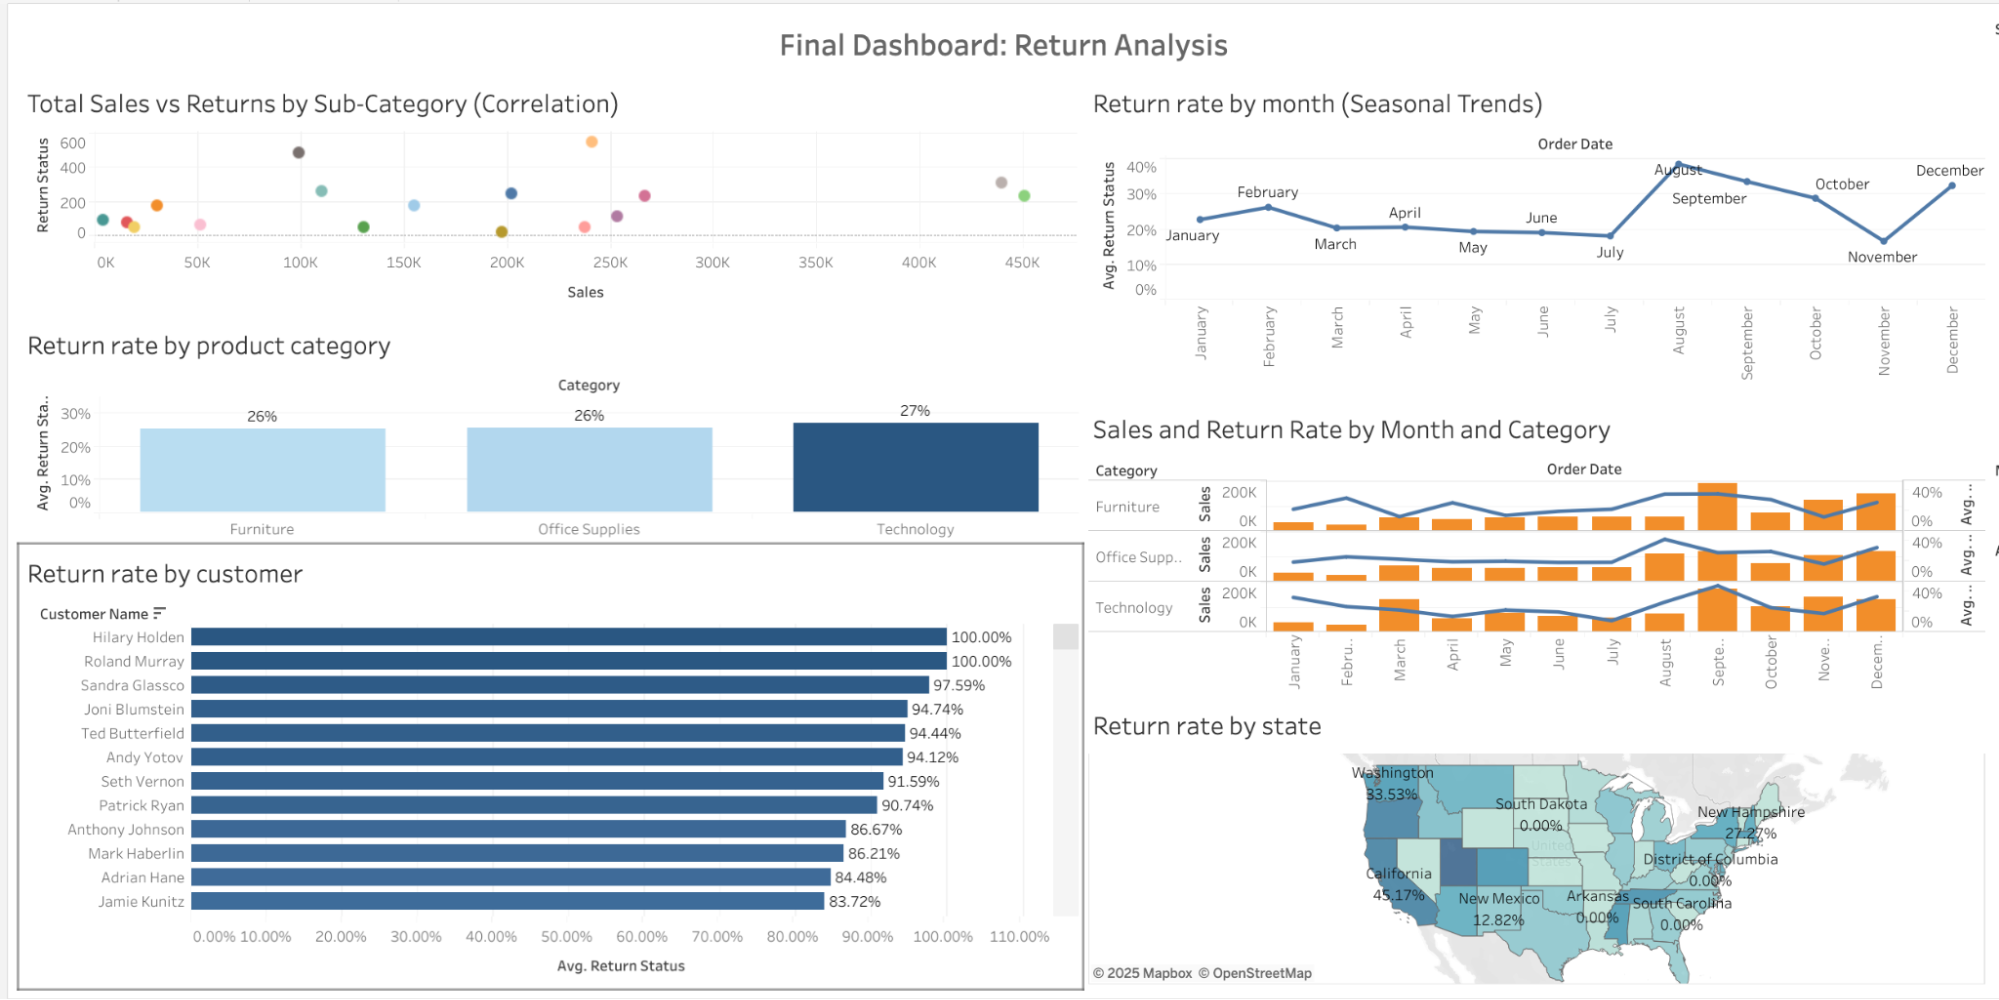 Final Dashboard: Return Analysis
Total Sales vs Returns by Sub-Category (Correlation)
Return Status
600
400
200
0
0K 50K 100K 150K 200K 250K 300K 350K 400K 450K
Sales
Return rate by month (Seasonal Trends)
Order Date
Avg. Return Status
40%
30%
20%
10%
0%
January
February
March
April
May
June
July
August
September
October
November
December
January February March April May June July August September October November December
Return rate by product category
Category
Avg. Return Sta..
30%
20%
10%
0%
26% 26% 27%
Furniture Office Supplies Technology
Sales and Return Rate by Month and Category
Category
Order Date
Furniture Sales 200K 0K 40% 0% Avg. ..
Office Supp.. Sales 200K 0K 40% 0% Avg. ..
Technology Sales 200K 0K 40% 0% Avg. ..
January Febru.. March April May June July August Septe.. October Nove.. Decem..
Return rate by customer
Customer Name
Hilary Holden 100.00%
Roland Murray 100.00%
Sandra Glassco 97.59%
Joni Blumstein 94.74%
Ted Butterfield 94.44%
Andy Yotov 94.12%
Seth Vernon 91.59%
Patrick Ryan 90.74%
Anthony Johnson 86.67%
Mark Haberlin 86.21%
Adrian Hane 84.48%
Jamie Kunitz 83.72%
0.00% 10.00% 20.00% 30.00% 40.00% 50.00% 60.00% 70.00% 80.00% 90.00% 100.00% 110.00%
Avg. Return Status
Return rate by state
Washington
33.53%
South Dakota
0.00%
New Hampshire
27.27%
United
States
District of Columbia
0.00%
California
45.17%
New Mexico
12.82%
Arkansas
0.00%
South Carolina
0.00%
© 2025 Mapbox © OpenStreetMap